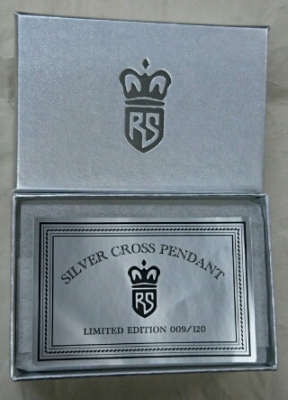 RS
SILVER CROSS PENDANT
RS
LIMITED EDITION 009/120